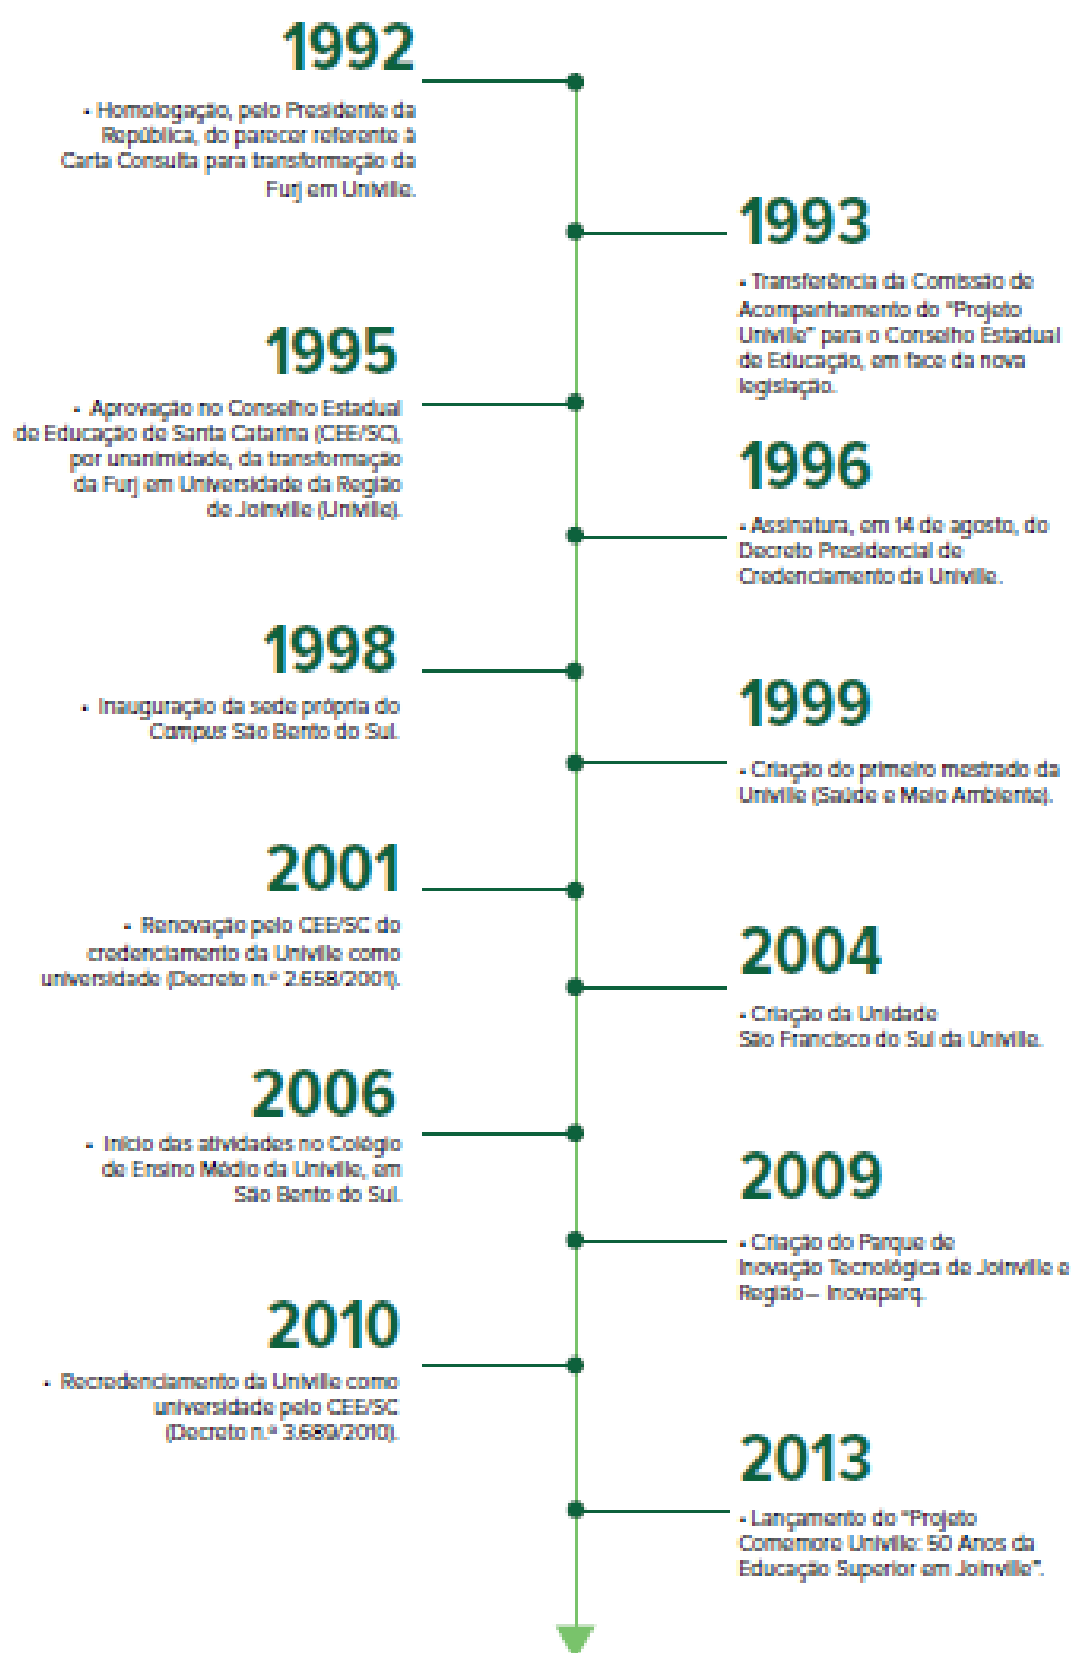 1992
• Homologação, pelo Presidente da
República, do parecer referente à
Carta Consulta para transformação da
Furj em Univille.
1993
• Transferência da Comissão de
Acompanhamento do “Projeto
Univille” para o Conselho Estadual
de Educação, em face da nova
legislação.
1995
• Aprovação no Conselho Estadual
de Educação de Santa Catarina (CEE/SC),
por unanimidade, da transformação
da Furj em Universidade da Região
de Joinville (Univille).
1996
• Assinatura, em 14 de agosto, do
Decreto Presidencial de
Credenciamento da Univille.
1998
• Inauguração da sede própria do
Campus São Bento do Sul.
1999
• Criação do primeiro mestrado da
Univille (Saúde e Meio Ambiente).
2001
• Renovação pelo CEE/SC do
credenciamento da Univille como
universidade (Decreto n.º 2.658/2001).
2004
• Criação da Unidade
São Francisco do Sul da Univille.
2006
• Início das atividades no Colégio
de Ensino Médio da Univille, em
São Bento do Sul.
2009
• Criação do Parque de
Inovação Tecnológica de Joinville e
Região – Inovaparq.
2010
• Recredenciamento da Univille como
universidade pelo CEE/SC
(Decreto n.º 3.689/2010).
2013
• Lançamento do “Projeto
Comemore Univille: 50 Anos da
Educação Superior em Joinville”.